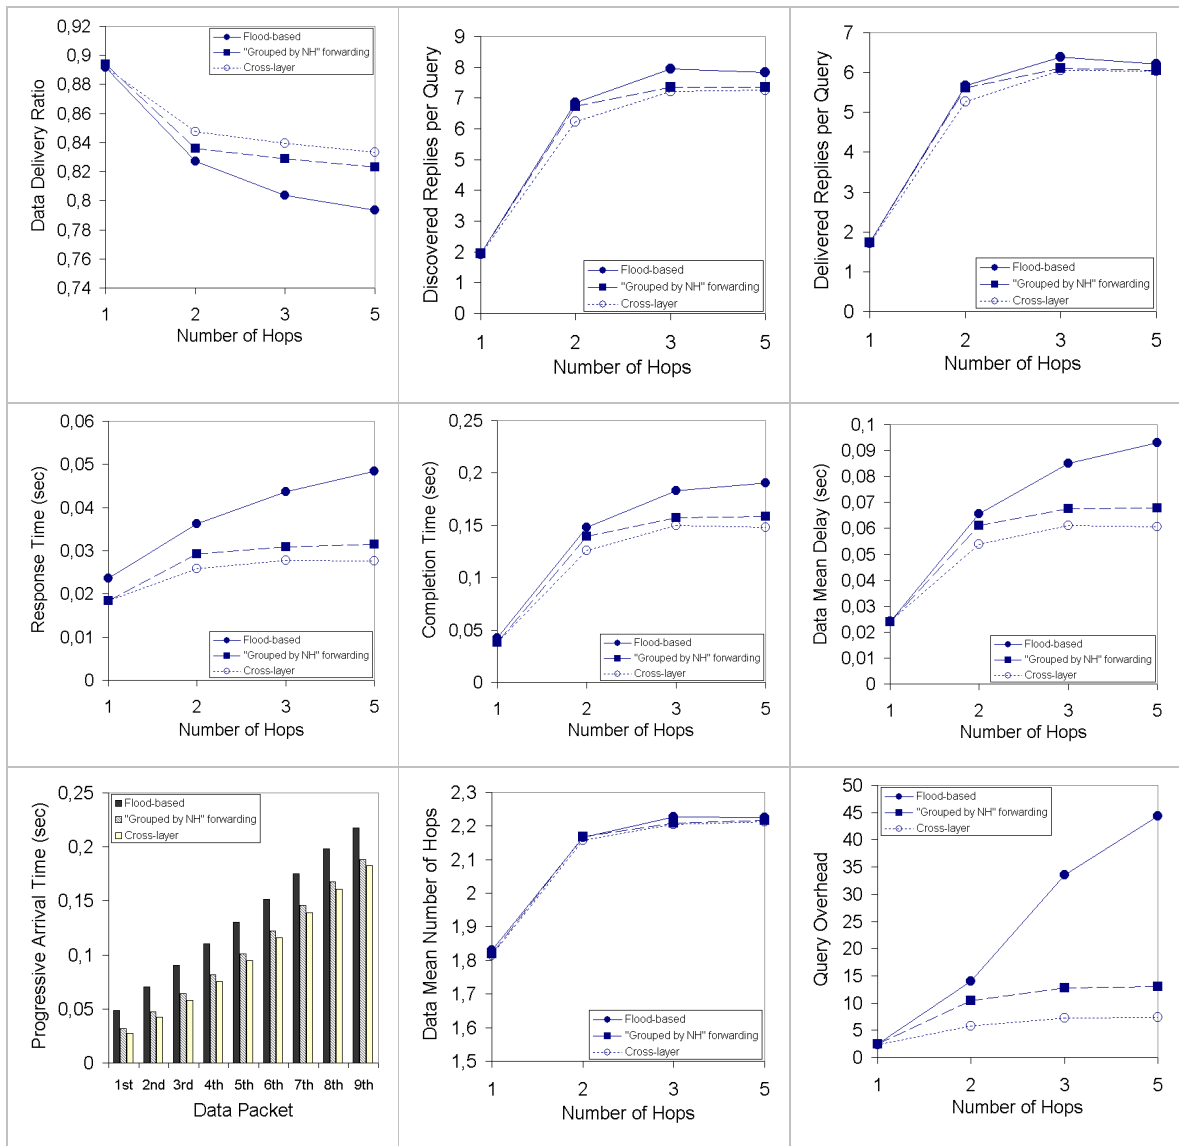 Data Delivery Ratio
0,92
0,9
0,88
0,86
0,84
0,82
0,8
0,78
0,76
0,74
Flood-based
"Grouped by NH" forwarding
Cross-layer
1 2 3 5
Number of Hops
Discovered Replies per Query
9
8
7
6
5
4
3
2
1
0
Flood-based
"Grouped by NH" forwarding
Cross-layer
1 2 3 5
Number of Hops
Delivered Replies per Query
7
6
5
4
3
2
1
0
Flood-based
"Grouped by NH" forwarding
Cross-layer
1 2 3 5
Number of Hops
Response Time (sec)
0,06
0,05
0,04
0,03
0,02
0,01
0
Flood-based
"Grouped by NH" forwarding
Cross-layer
1 2 3 5
Number of Hops
Completion Time (sec)
0,25
0,2
0,15
0,1
0,05
0
Flood-based
"Grouped by NH" forwarding
Cross-layer
1 2 3 5
Number of Hops
Data Mean Delay (sec)
0,1
0,09
0,08
0,07
0,06
0,05
0,04
0,03
0,02
0,01
0
Flood-based
"Grouped by NH" forwarding
Cross-layer
1 2 3 5
Number of Hops
Progressive Arrival Time (sec)
0,25
0,2
0,15
0,1
0,05
0
Flood-based
"Grouped by NH" forwarding
Cross-layer
1st 2nd 3rd 4th 5th 6th 7th 8th 9th
Data Packet
Data Mean Number of Hops
2,3
2,2
2,1
2
1,9
1,8
1,7
1,6
1,5
Flood-based
"Grouped by NH" forwarding
Cross-layer
1 2 3 5
Number of Hops
Query Overhead
50
45
40
35
30
25
20
15
10
5
0
Flood-based
"Grouped by NH" forwarding
Cross-layer
1 2 3 5
Number of Hops